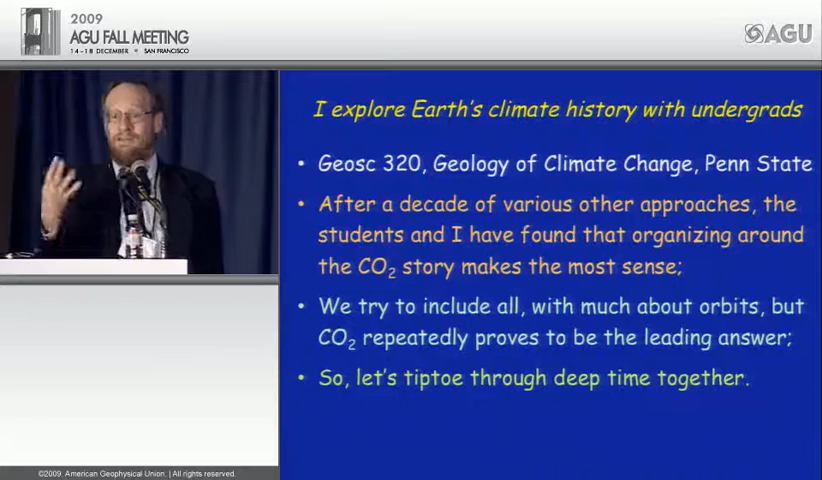 2009
AGU FALL MEETING
14-18 DECEMBER • SAN FRANCISCO
AGU
I explore Earth's climate history with undergrads
• Geosc 320, Geology of Climate Change, Penn State
• After a decade of various other approaches, the
students and I have found that organizing around
the CO₂ story makes the most sense;
• We try to include all, with much about orbits, but
CO₂ repeatedly proves to be the leading answer;
• So, let's tiptoe through deep time together.
©2009. American Geophysical Union. | All rights reserved.